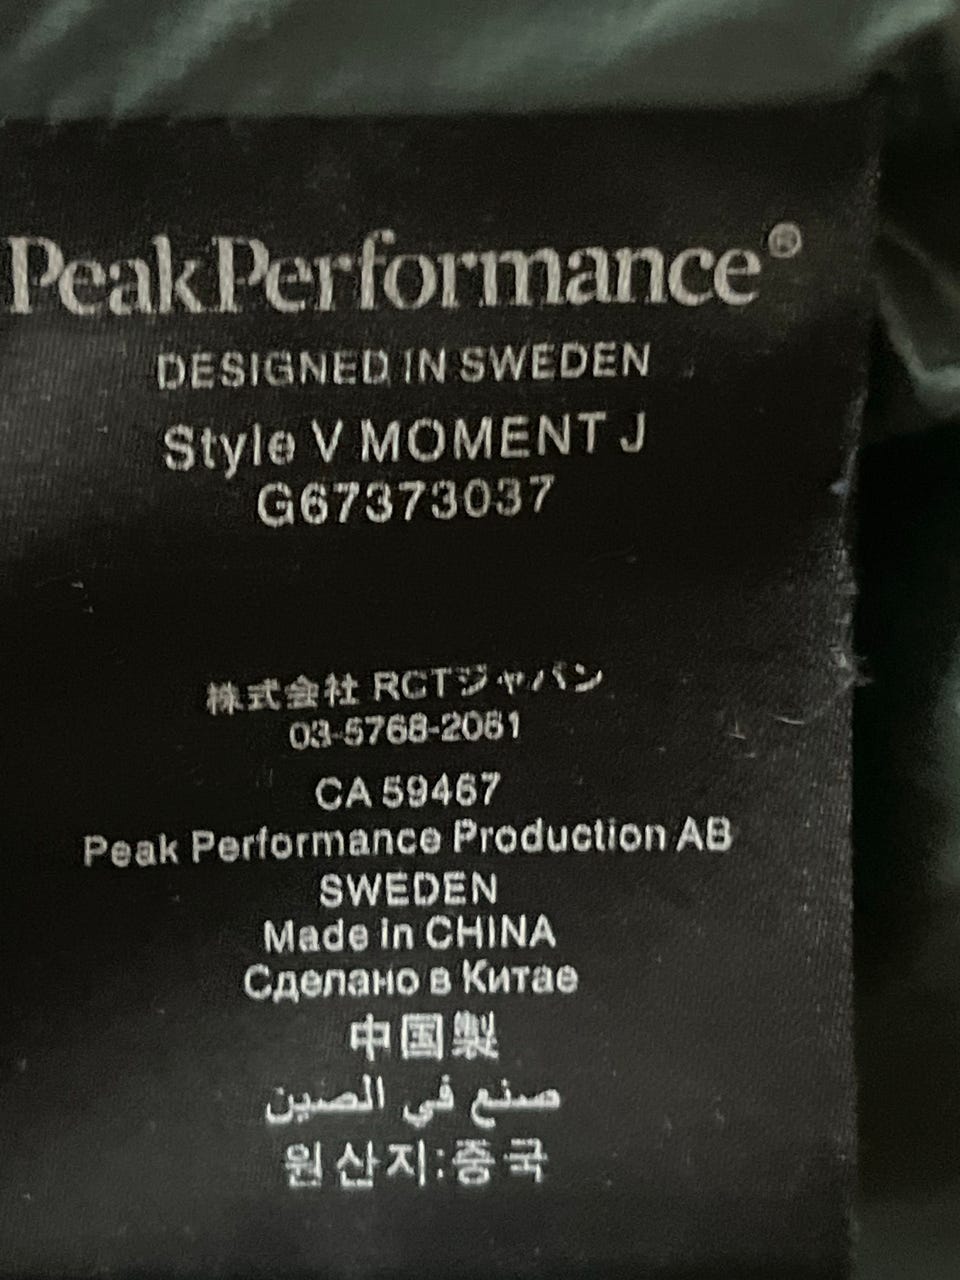 PeakPerformance®
DESIGNED IN SWEDEN
Style V MOMENT J
G67373037
株式会社 RCTジャパン
03-5768-2061
CA 59467
Peak Performance Production AB
SWEDEN
Made in CHINA
Сделано в Китае
中国製
صنع في الصين
원산지:중국